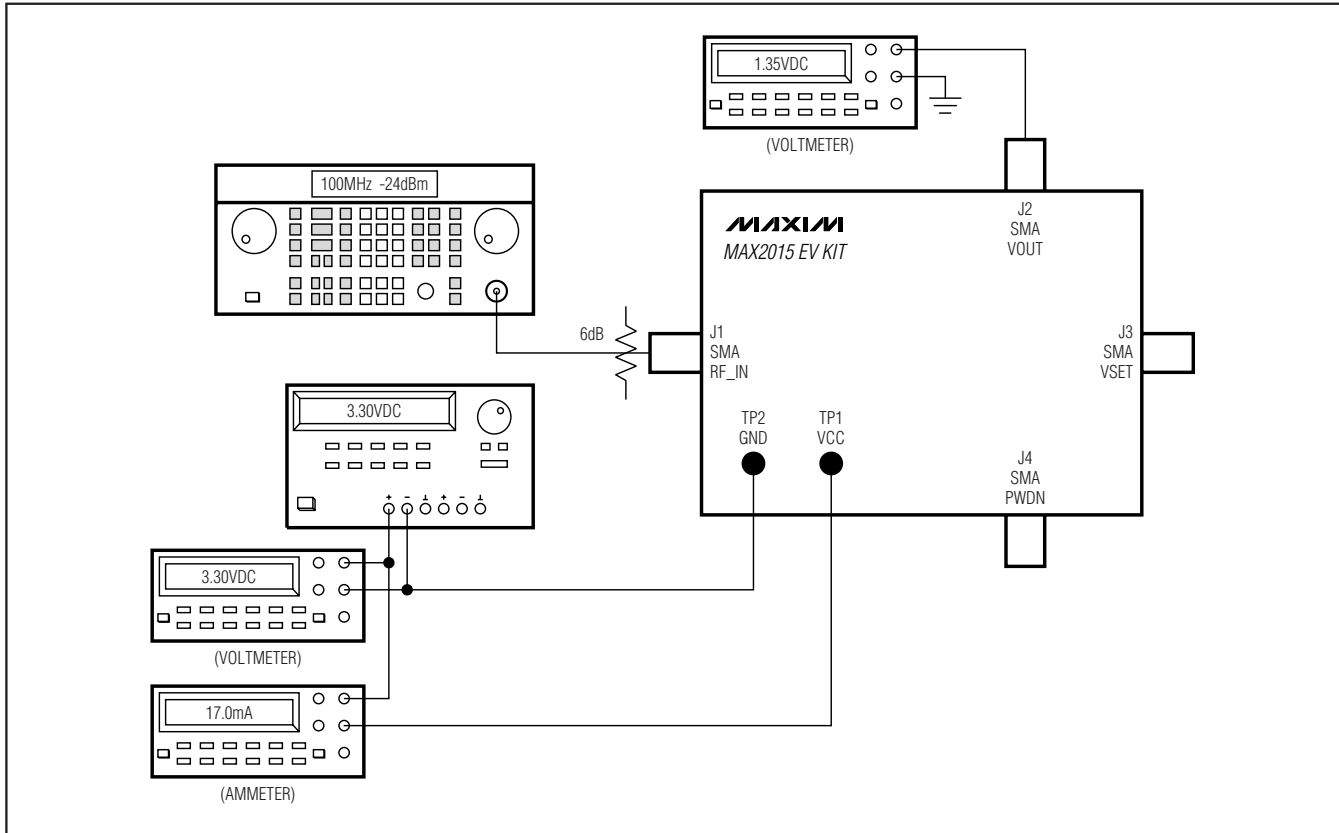 1.35VDC
(VOLTMETER)
100MHz -24dBm
MAXIM
MAX2015 EV KIT
J2
SMA
VOUT
6dB
J1
SMA
RF_IN
J3
SMA
VSET
3.30VDC
+ - ⊥ + - ⊥
TP2
GND
TP1
VCC
J4
SMA
PWDN
3.30VDC
(VOLTMETER)
17.0mA
(AMMETER)